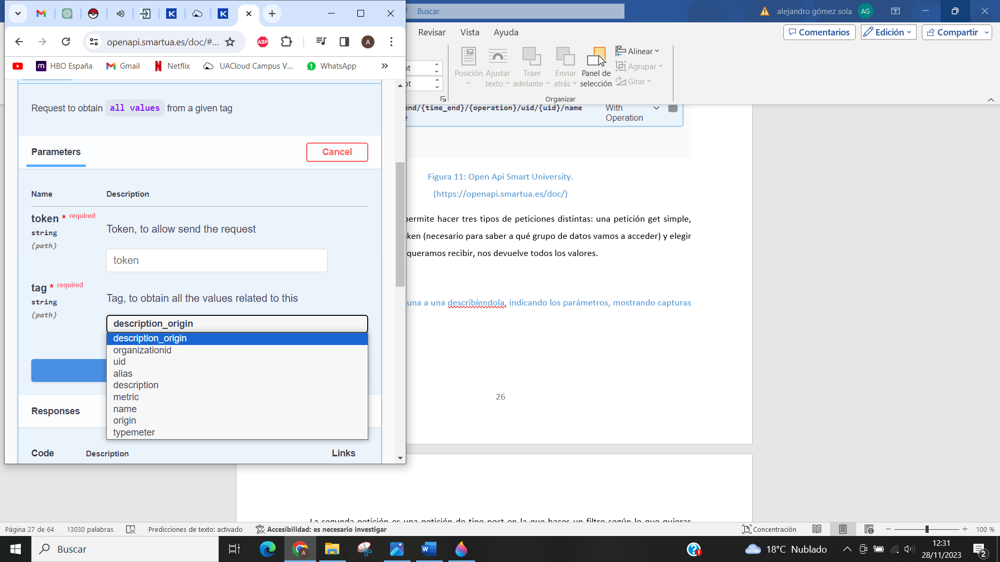 Buscar
alejandro gómez sola
AG
openapi.smartua.es/doc/#...
ABP
A
HBO España
Gmail
Netflix
UACloud Campus V...
1
WhatsApp
Revisar
Vista
Ayuda
Comentarios
Edición
Compartir
Posición
Ajustar texto
Traer adelante
Enviar atrás
Panel de selección
Alinear
Agrupar
Girar
Organizar
Request to obtain all values from a given tag
Parameters
Cancel
Name
Description
token * required
string
(path)
Token, to allow send the request
token
tag * required
string
(path)
Tag, to obtain all the values related to this
description_origin
description_origin
organizationid
uid
alias
description
metric
name
origin
typemeter
Responses
Code
Description
Links
end/{time_end}/{operation}/uid/{uid}/name
With
Operation
Figura 11: Open Api Smart University.
(https://openapi.smartua.es/doc/)
permite hacer tres tipos de peticiones distintas: una petición get simple,
ken (necesario para saber a qué grupo de datos vamos a acceder) y elegir
queramos recibir, nos devuelve todos los valores.
una a una describíendola, indicando los parámetros, mostrando capturas
26
La segunda petición es una petición de tipo post en la que haces un filtro según lo que quieras
Página 27 de 64
13030 palabras
Predicciones de texto: activado
Accesibilidad: es necesario investigar
Concentración
100 %
Buscar
18°C Nublado
12:31
28/11/2023
2